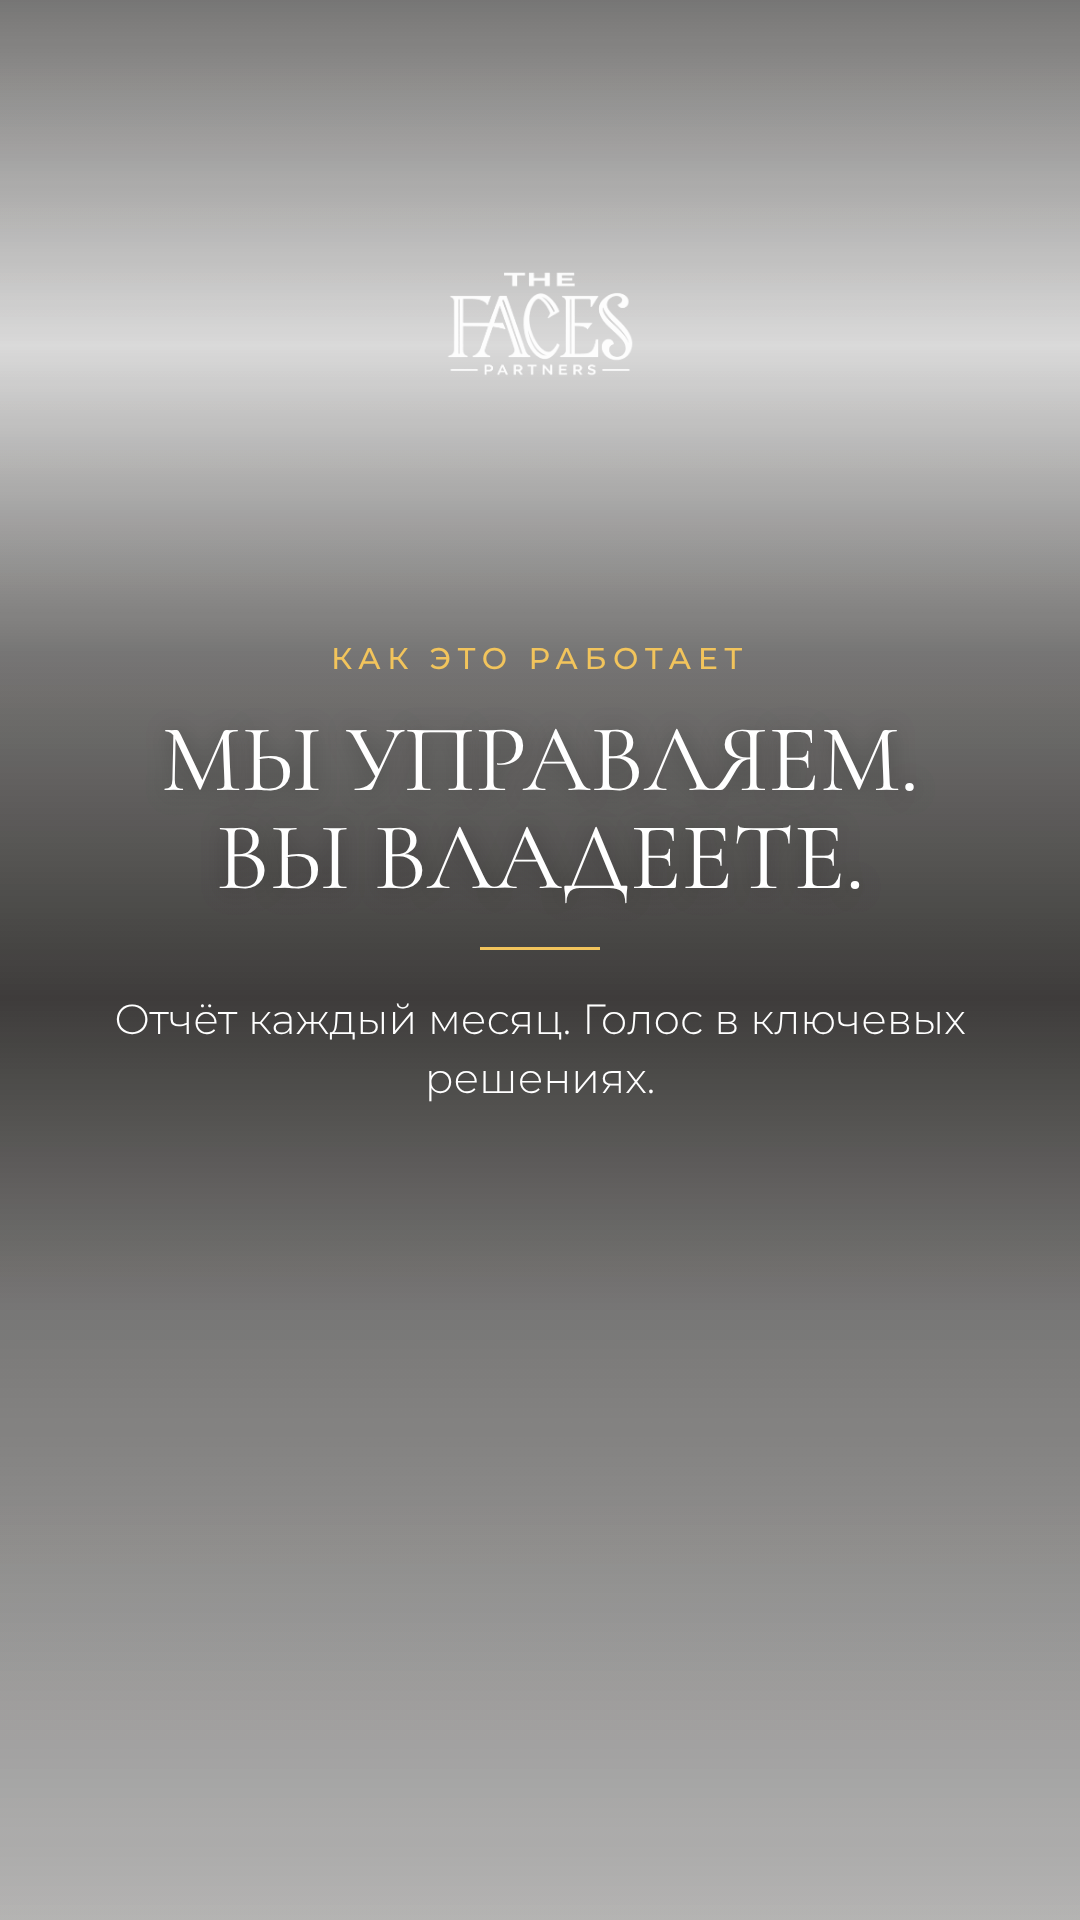 THE
FACES
PARTNERS
КАК ЭТО РАБОТАЕТ
МЫ УПРАВЛЯЕМ.
ВЫ ВЛАДЕЕТЕ.
Отчёт каждый месяц. Голос в ключевых
решениях.